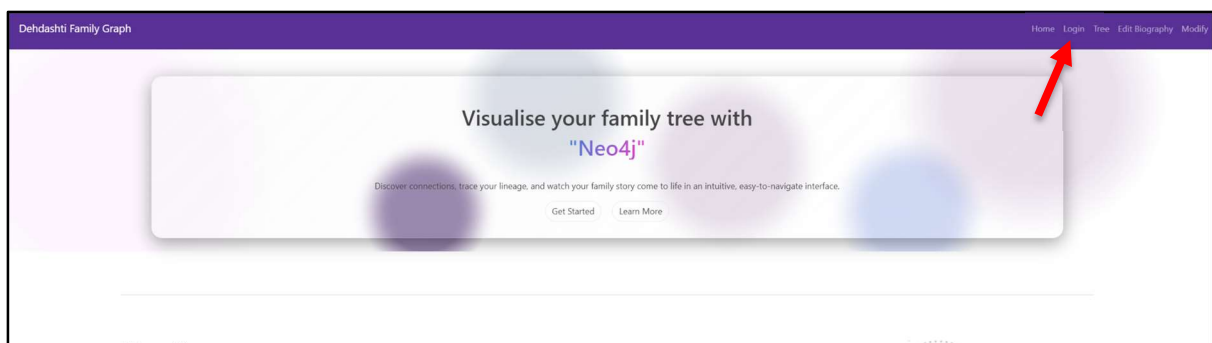 Dehdashti Family Graph
Home Login Tree Edit Biography Modify
Visualise your family tree with
"Neo4j"
Discover connections, trace your lineage, and watch your family story come to life in an intuitive, easy-to-navigate interface.
Get Started Learn More